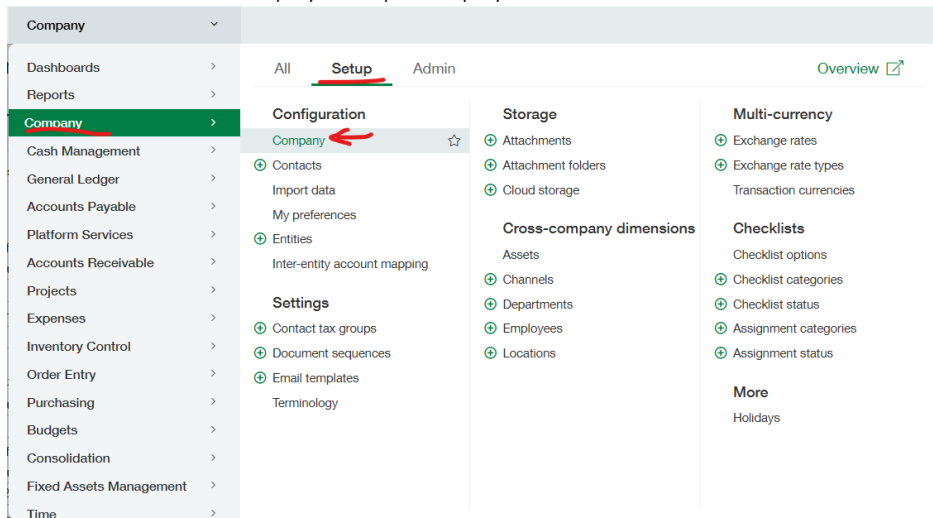 Company
Dashboards
Reports
Company
Cash Management
General Ledger
Accounts Payable
Platform Services
Accounts Receivable
Projects
Expenses
Inventory Control
Order Entry
Purchasing
Budgets
Consolidation
Fixed Assets Management
Time
All Setup Admin
Overview
Configuration
Company
Contacts
Import data
My preferences
Entities
Inter-entity account mapping
Settings
Contact tax groups
Document sequences
Email templates
Terminology
Storage
Attachments
Attachment folders
Cloud storage
Cross-company dimensions
Assets
Channels
Departments
Employees
Locations
Multi-currency
Exchange rates
Exchange rate types
Transaction currencies
Checklists
Checklist options
Checklist categories
Checklist status
Assignment categories
Assignment status
More
Holidays